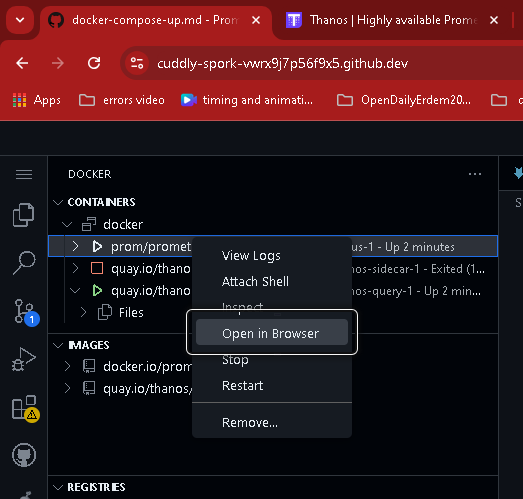 docker-compose-up.md - Prom
Thanos | Highly available Prome
cuddly-spork-vwrx9j7p56f9x5.github.dev
Apps
errors video
timing and animati...
OpenDailyErdem20...
DOCKER
CONTAINERS
docker
prom/promet us-1 - Up 2 minutes
quay.io/thano nos-sidecar-1 - Exited (1...
quay.io/thano nos-query-1 - Up 2 min...
Files
View Logs
Attach Shell
Inspect
Open in Browser
Stop
Restart
Remove...
IMAGES
docker.io/prom
quay.io/thanos/
REGISTRIES
1
S